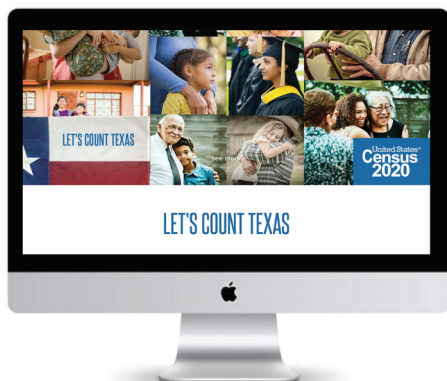 LET'S COUNT TEXAS
see more
United States®
Census
2020
LET'S COUNT TEXAS